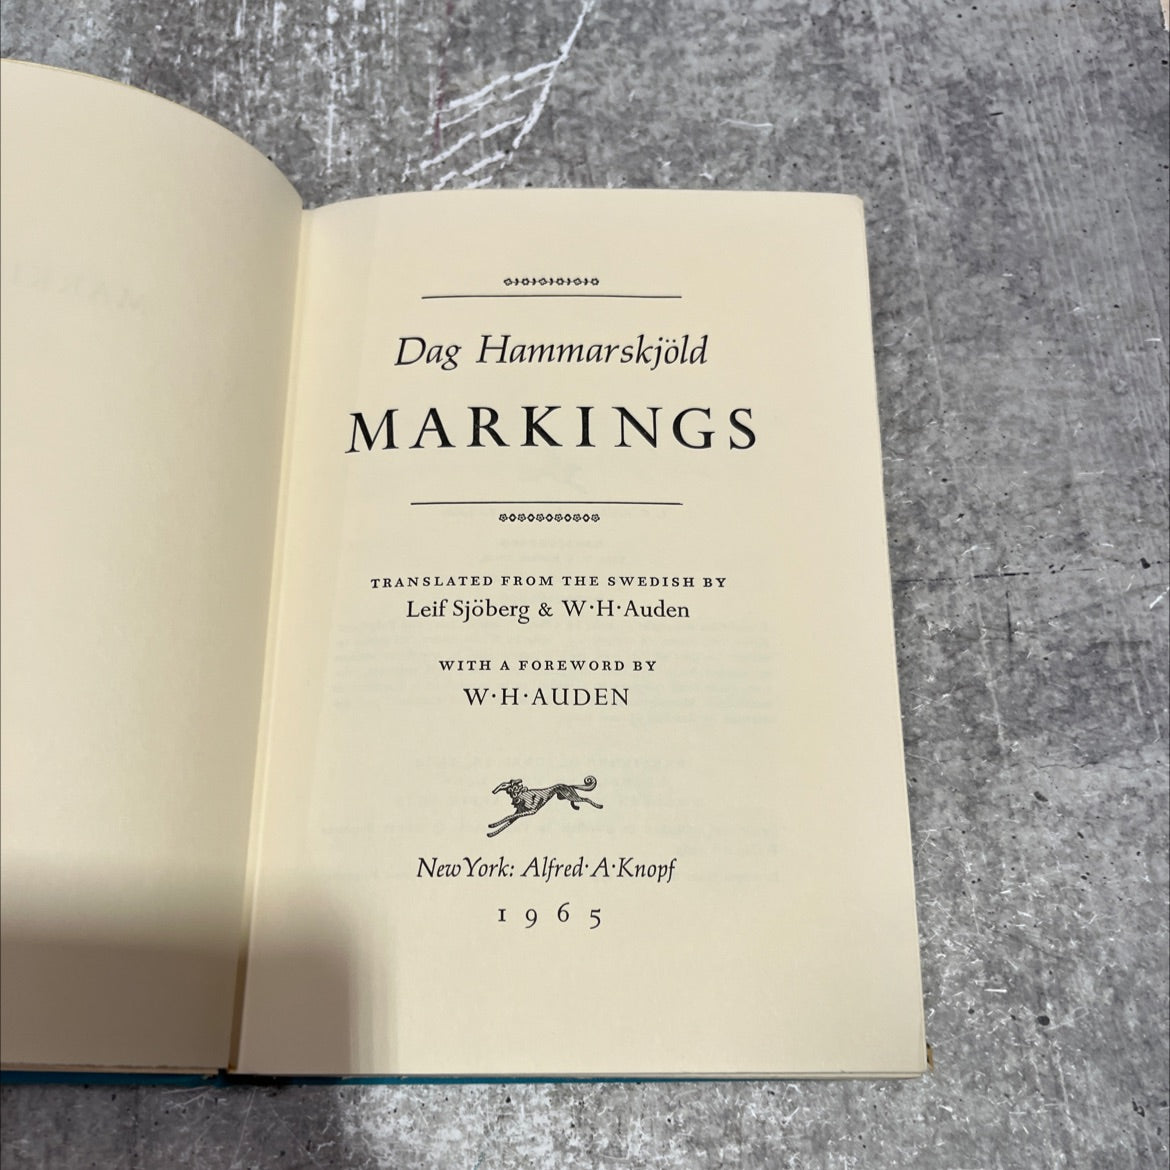 Dag Hammarskjöld
MARKINGS
TRANSLATED FROM THE SWEDISH BY
Leif Sjöberg & W·H·Auden
WITH A FOREWORD BY
W·H·AUDEN
New York: Alfred·A·Knopf
1965